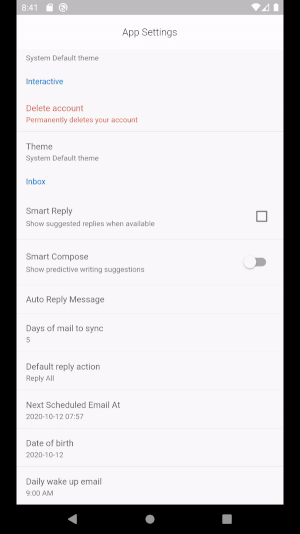 8:41
App Settings
System Default theme
Interactive
Delete account
Permanently deletes your account
Theme
System Default theme
Inbox
Smart Reply
Show suggested replies when available
Smart Compose
Show predictive writing suggestions
Auto Reply Message
Days of mail to sync
5
Default reply action
Reply All
Next Scheduled Email At
2020-10-12 07:57
Date of birth
2020-10-12
Daily wake up email
9:00 AM